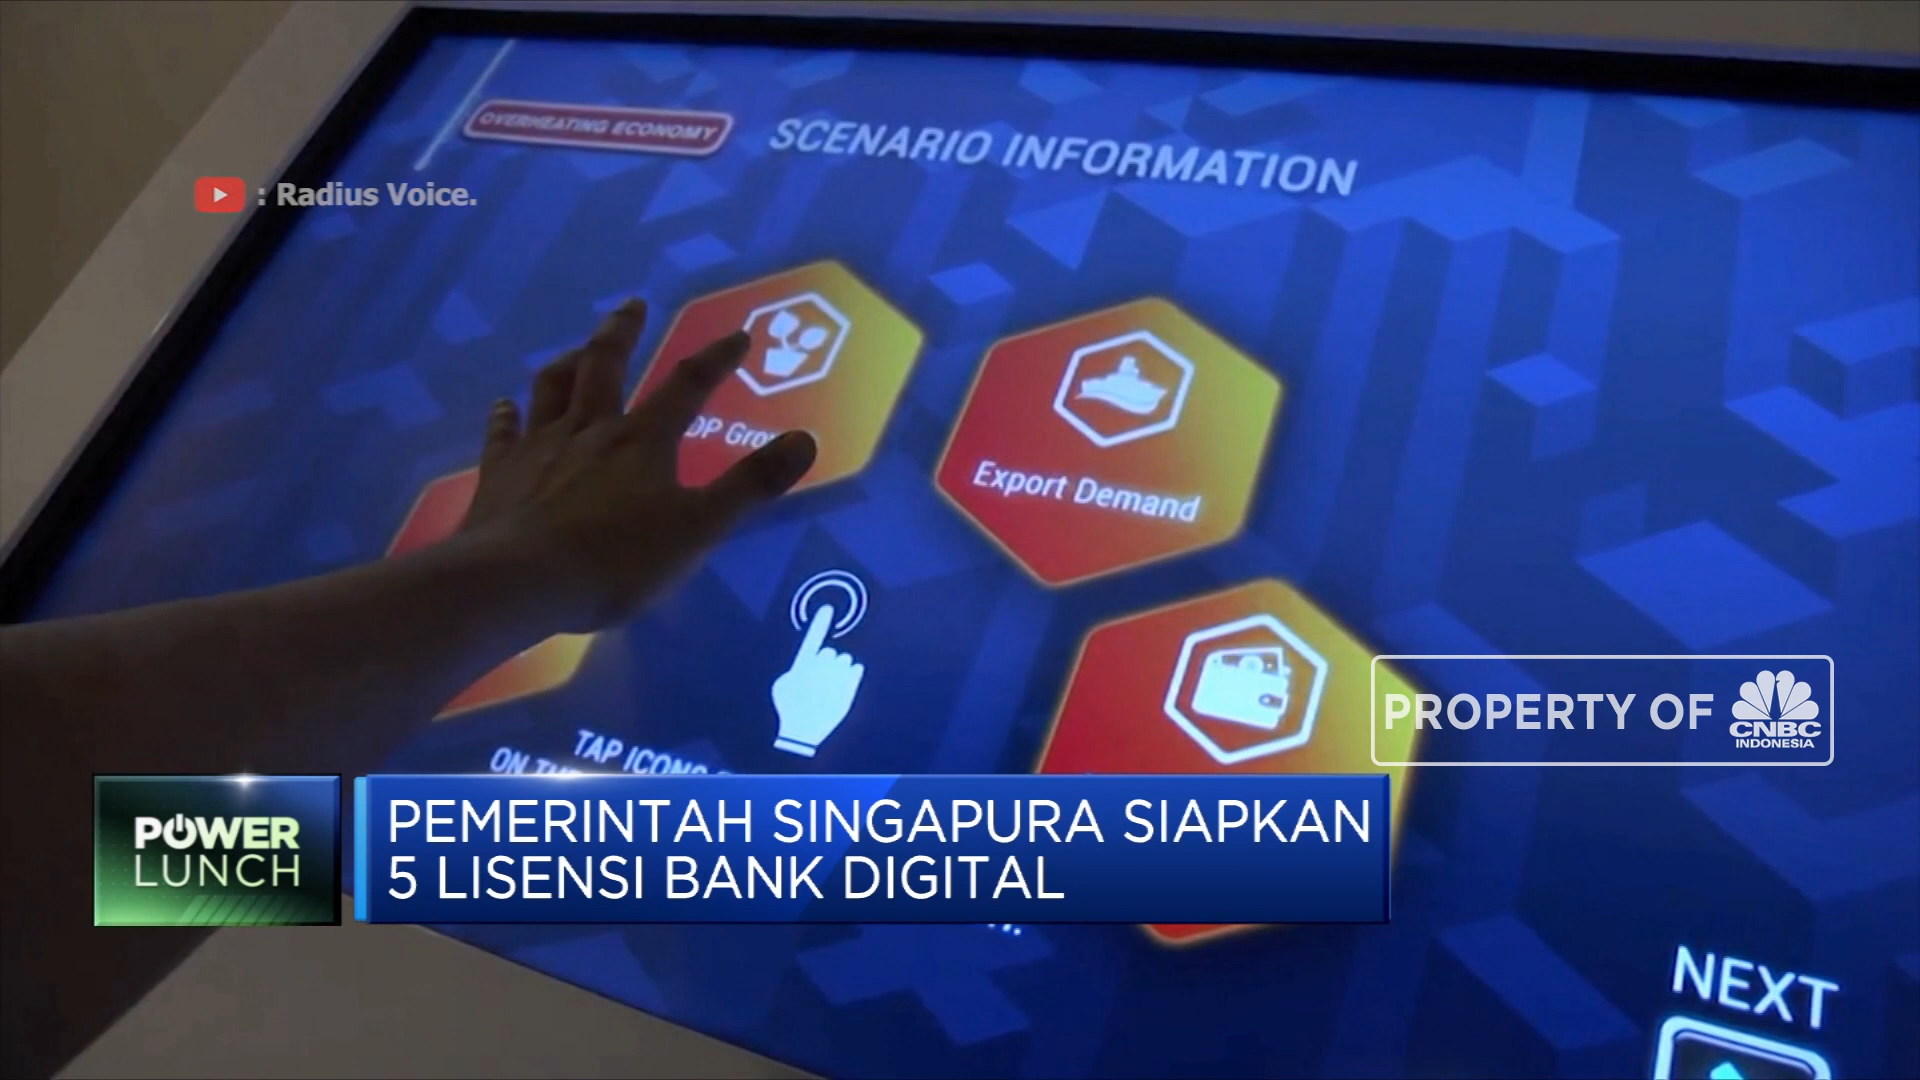 OVERHEATING ECONOMY
SCENARIO INFORMATION
: Radius Voice.
Export Demand
TAP ICONS
PROPERTY OF
CNBC
INDONESIA
POWER
LUNCH
PEMERINTAH SINGAPURA SIAPKAN
5 LISENSI BANK DIGITAL
NEXT